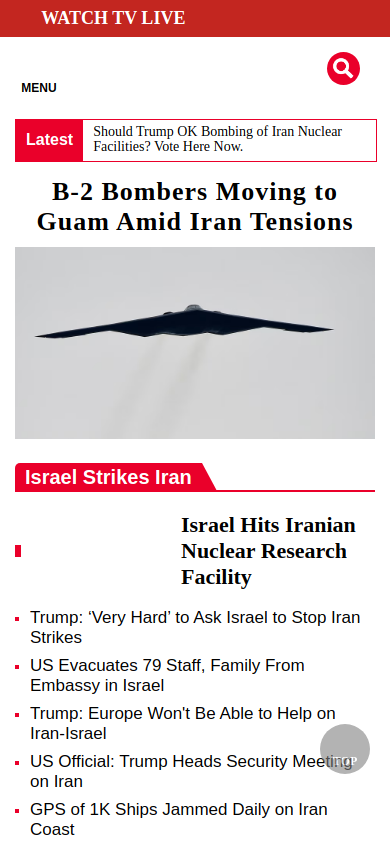 WATCH TV LIVE
MENU
Latest
Should Trump OK Bombing of Iran Nuclear
Facilities? Vote Here Now.
B-2 Bombers Moving to
Guam Amid Iran Tensions
Israel Strikes Iran
Israel Hits Iranian
Nuclear Research
Facility
Trump: ‘Very Hard’ to Ask Israel to Stop Iran
Strikes
US Evacuates 79 Staff, Family From
Embassy in Israel
Trump: Europe Won't Be Able to Help on
Iran-Israel
US Official: Trump Heads Security Meeting
on Iran
TOP
GPS of 1K Ships Jammed Daily on Iran
Coast